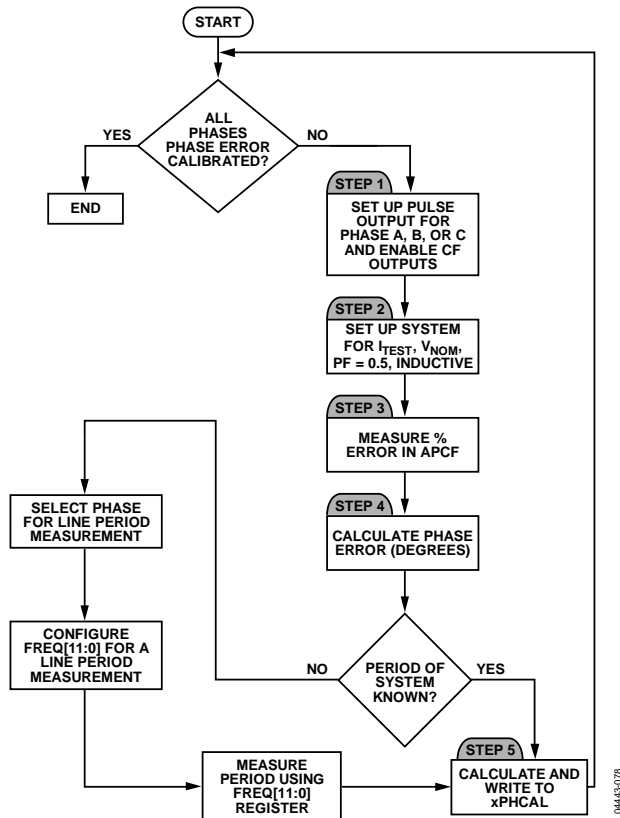 START
ALL
PHASES
PHASE ERROR
CALIBRATED?
YES
NO
END
STEP 1
SET UP PULSE
OUTPUT FOR
PHASE A, B, OR C
AND ENABLE CF
OUTPUTS
STEP 2
SET UP SYSTEM
FOR ITEST, VNOM,
PF = 0.5, INDUCTIVE
STEP 3
MEASURE %
ERROR IN APCF
STEP 4
CALCULATE PHASE
ERROR (DEGREES)
PERIOD OF
SYSTEM
KNOWN?
NO
YES
SELECT PHASE
FOR LINE PERIOD
MEASUREMENT
CONFIGURE
FREQ[11:0] FOR A
LINE PERIOD
MEASUREMENT
MEASURE
PERIOD USING
FREQ[11:0]
REGISTER
STEP 5
CALCULATE AND
WRITE TO
xPHCAL
04443-078